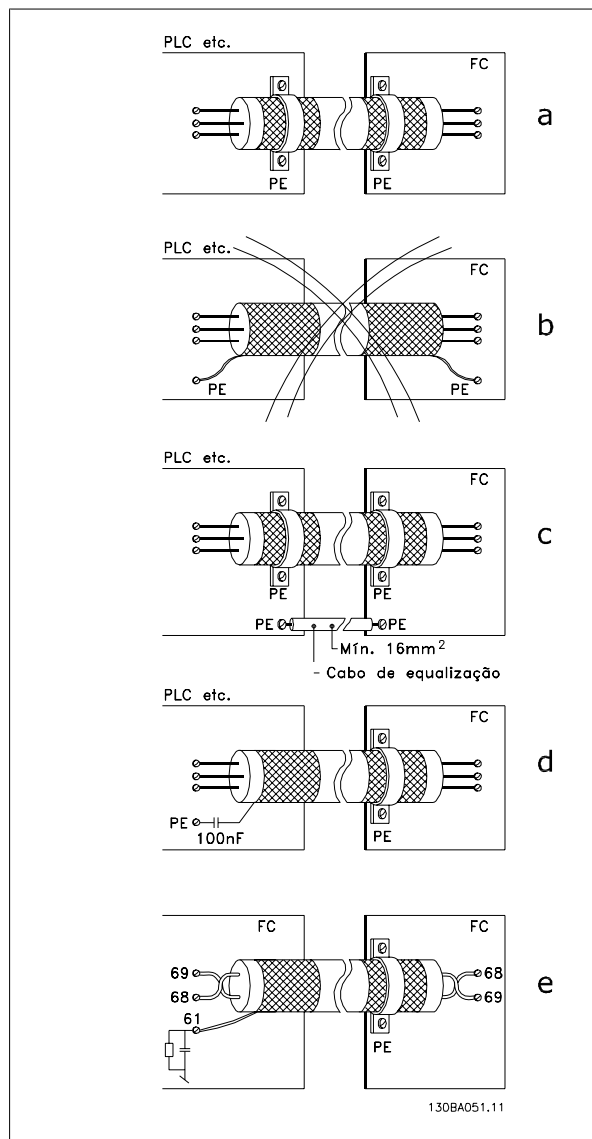 PLC etc.
FC
a
PE
PE
PLC etc.
FC
b
PE
PE
PLC etc.
FC
c
PE
PE
PE
PE
Mín. 16mm²
- Cabo de equalização
PLC etc.
FC
d
PE
100nF
PE
FC
FC
e
69
68
68
69
61
PE
130BA051.11